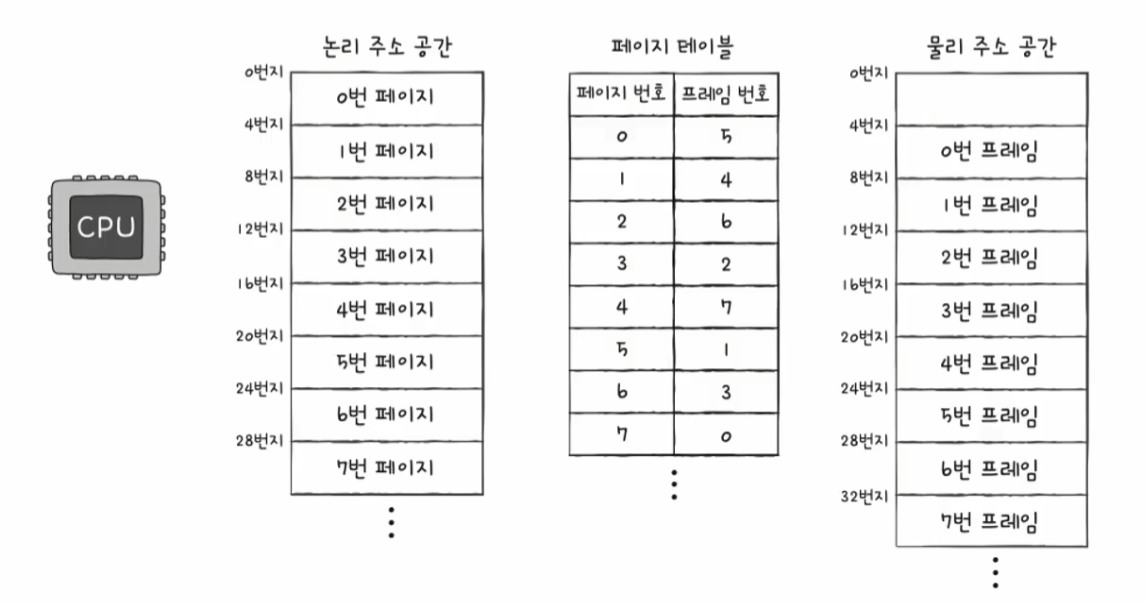 CPU
논리 주소 공간
0번지
0번 페이지
4번지
1번 페이지
8번지
2번 페이지
12번지
3번 페이지
16번지
4번 페이지
20번지
5번 페이지
24번지
6번 페이지
28번지
7번 페이지
페이지 테이블
페이지 번호 프레임 번호
0 5
1 4
2 6
3 2
4 7
5 1
6 3
7 0
물리 주소 공간
0번지
4번지
0번 프레임
8번지
1번 프레임
12번지
2번 프레임
16번지
3번 프레임
20번지
4번 프레임
24번지
5번 프레임
28번지
6번 프레임
32번지
7번 프레임